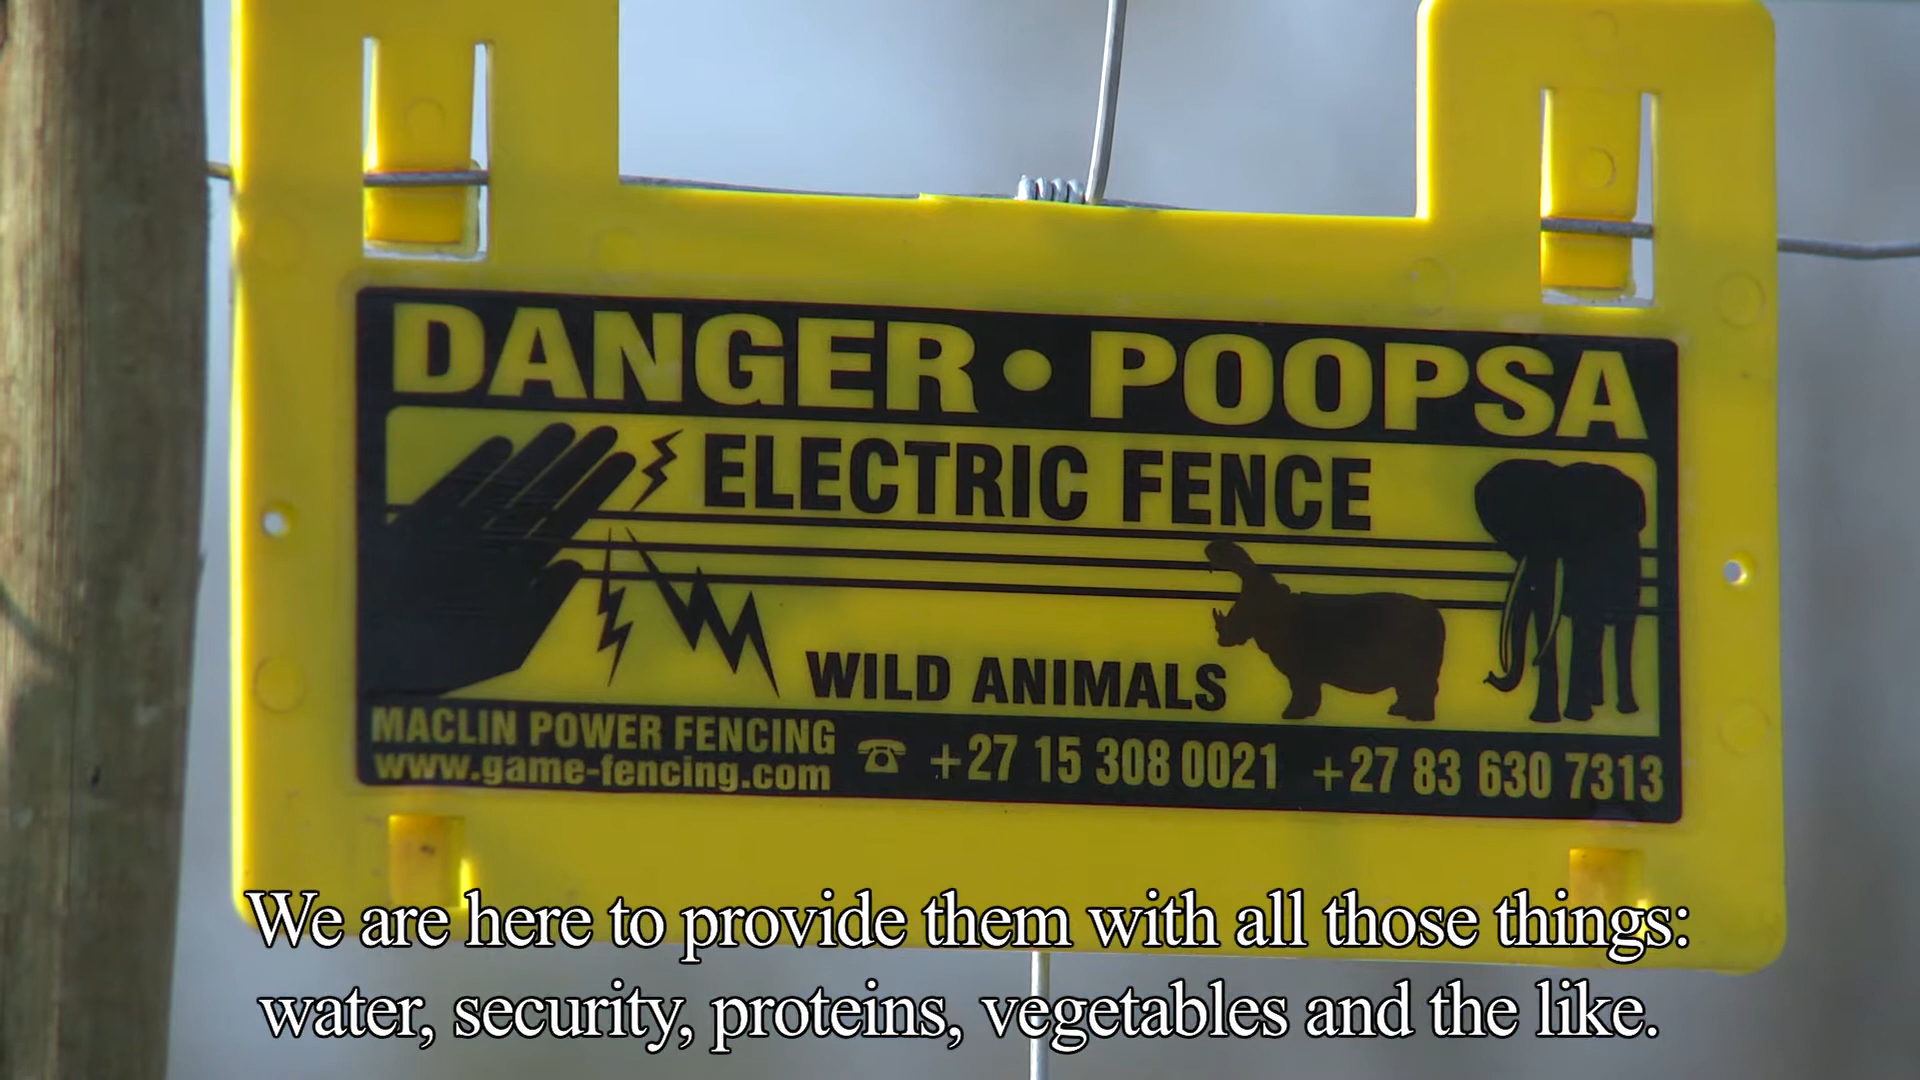 DANGER • POOPSA
ELECTRIC FENCE
WILD ANIMALS
MACLIN POWER FENCING
www.game-fencing.com
+27 15 308 0021 +27 83 630 7313
We are here to provide them with all those things:
water, security, proteins, vegetables and the like.